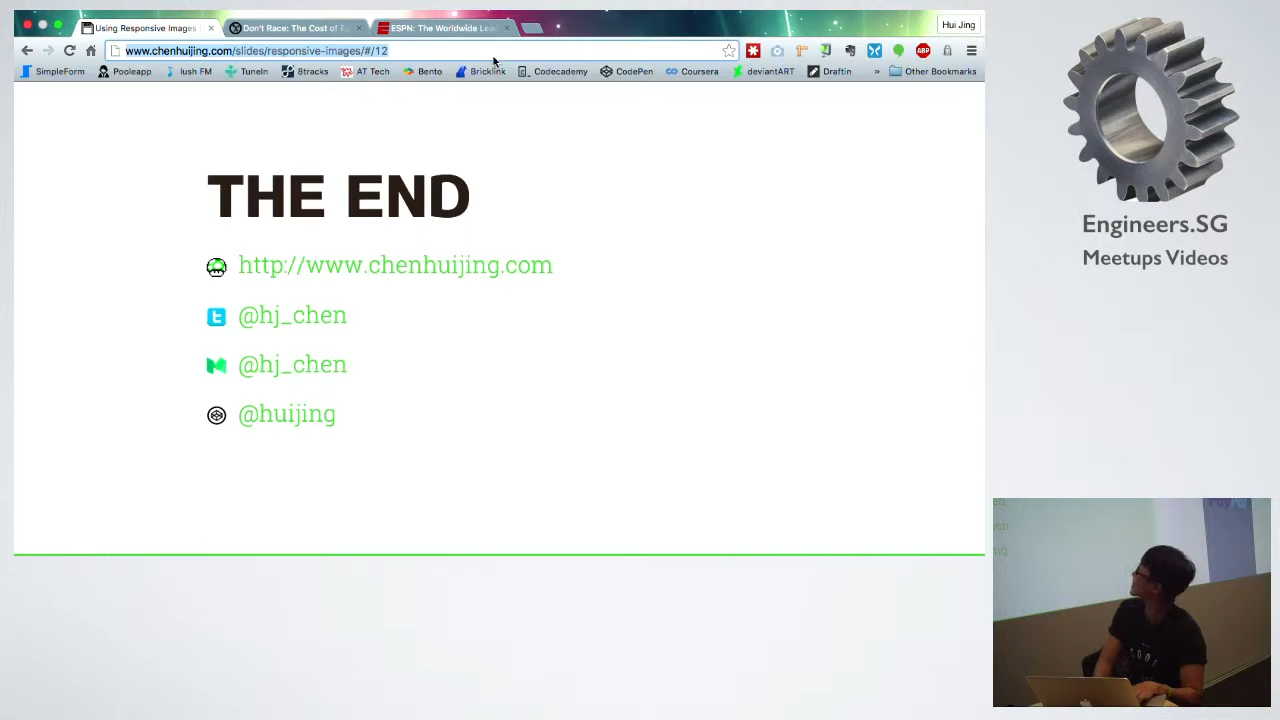 Using Responsive Images
Don't Race: The Cost of
ESPN: The Worldwide Lea
Hui Jing
www.chenhuijing.com/slides/responsive-images/#/12
ABP
SimpleForm
Pooleapp
lush FM
TuneIn
8tracks
AT Tech
Bento
Bricklink
Codecademy
CodePen
Coursera
deviantART
Draftin
»
Other Bookmarks
THE END
http://www.chenhuijing.com
@hj_chen
@hj_chen
@huijing
Engineers.SG
Meetups Videos
PayPal